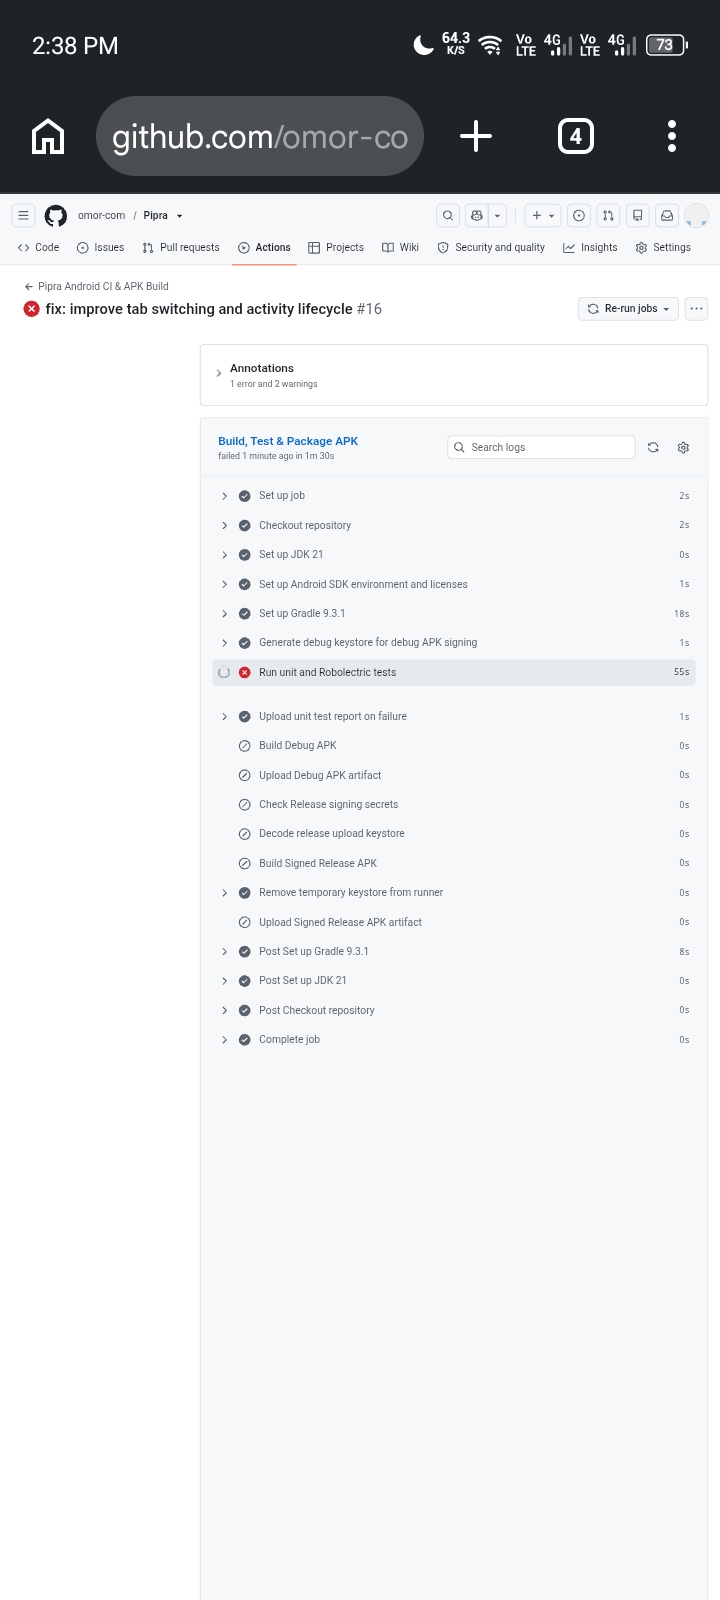 2:38 PM
64.3 K/S Vo LTE 4G Vo LTE 4G 73
github.com/omor-co
4
omor-com / Pipra
Code Issues Pull requests Actions Projects Wiki Security and quality Insights Settings
Pipra Android CI & APK Build
fix: improve tab switching and activity lifecycle #16
Re-run jobs
Annotations
1 error and 2 warnings
Build, Test & Package APK
failed 1 minute ago in 1m 30s
Search logs
Set up job 2s
Checkout repository 2s
Set up JDK 21 0s
Set up Android SDK environment and licenses 1s
Set up Gradle 9.3.1 18s
Generate debug keystore for debug APK signing 1s
Run unit and Robolectric tests 55s
Upload unit test report on failure 1s
Build Debug APK 0s
Upload Debug APK artifact 0s
Check Release signing secrets 0s
Decode release upload keystore 0s
Build Signed Release APK 0s
Remove temporary keystore from runner 0s
Upload Signed Release APK artifact 0s
Post Set up Gradle 9.3.1 8s
Post Set up JDK 21 0s
Post Checkout repository 0s
Complete job 0s